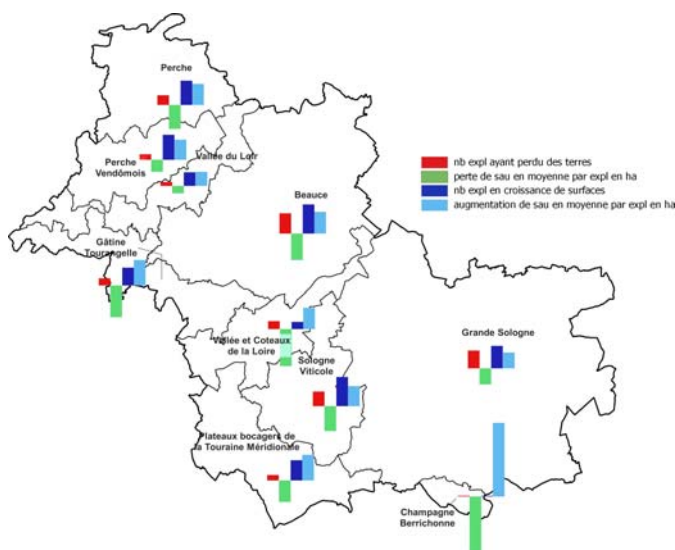 Perche
nb expl ayant perdu des terres
perte de sau en moyenne par expl en ha
nb expl en croissance de surfaces
augmentation de sau en moyenne par expl en ha
Perche
Vendômois
Vallée du Loir
Beauce
Gâtine
Tourangelle
Vallée et Coteaux
de la Loire
Sologne
Viticole
Grande Sologne
Plateaux bocagers de
la Touraine Méridionale
Champagne
Berrichonne